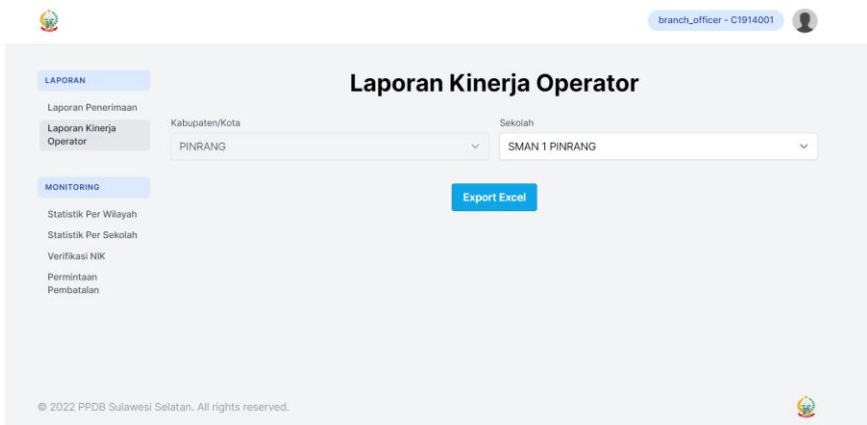 branch_officer - C1914001
LAPORAN
Laporan Penerimaan
Laporan Kinerja
Operator
MONITORING
Statistik Per Wilayah
Statistik Per Sekolah
Verifikasi NIK
Permintaan
Pembatalan
Laporan Kinerja Operator
Kabupaten/Kota
PINRANG
Sekolah
SMAN 1 PINRANG
Export Excel
© 2022 PPDB Sulawesi Selatan. All rights reserved.